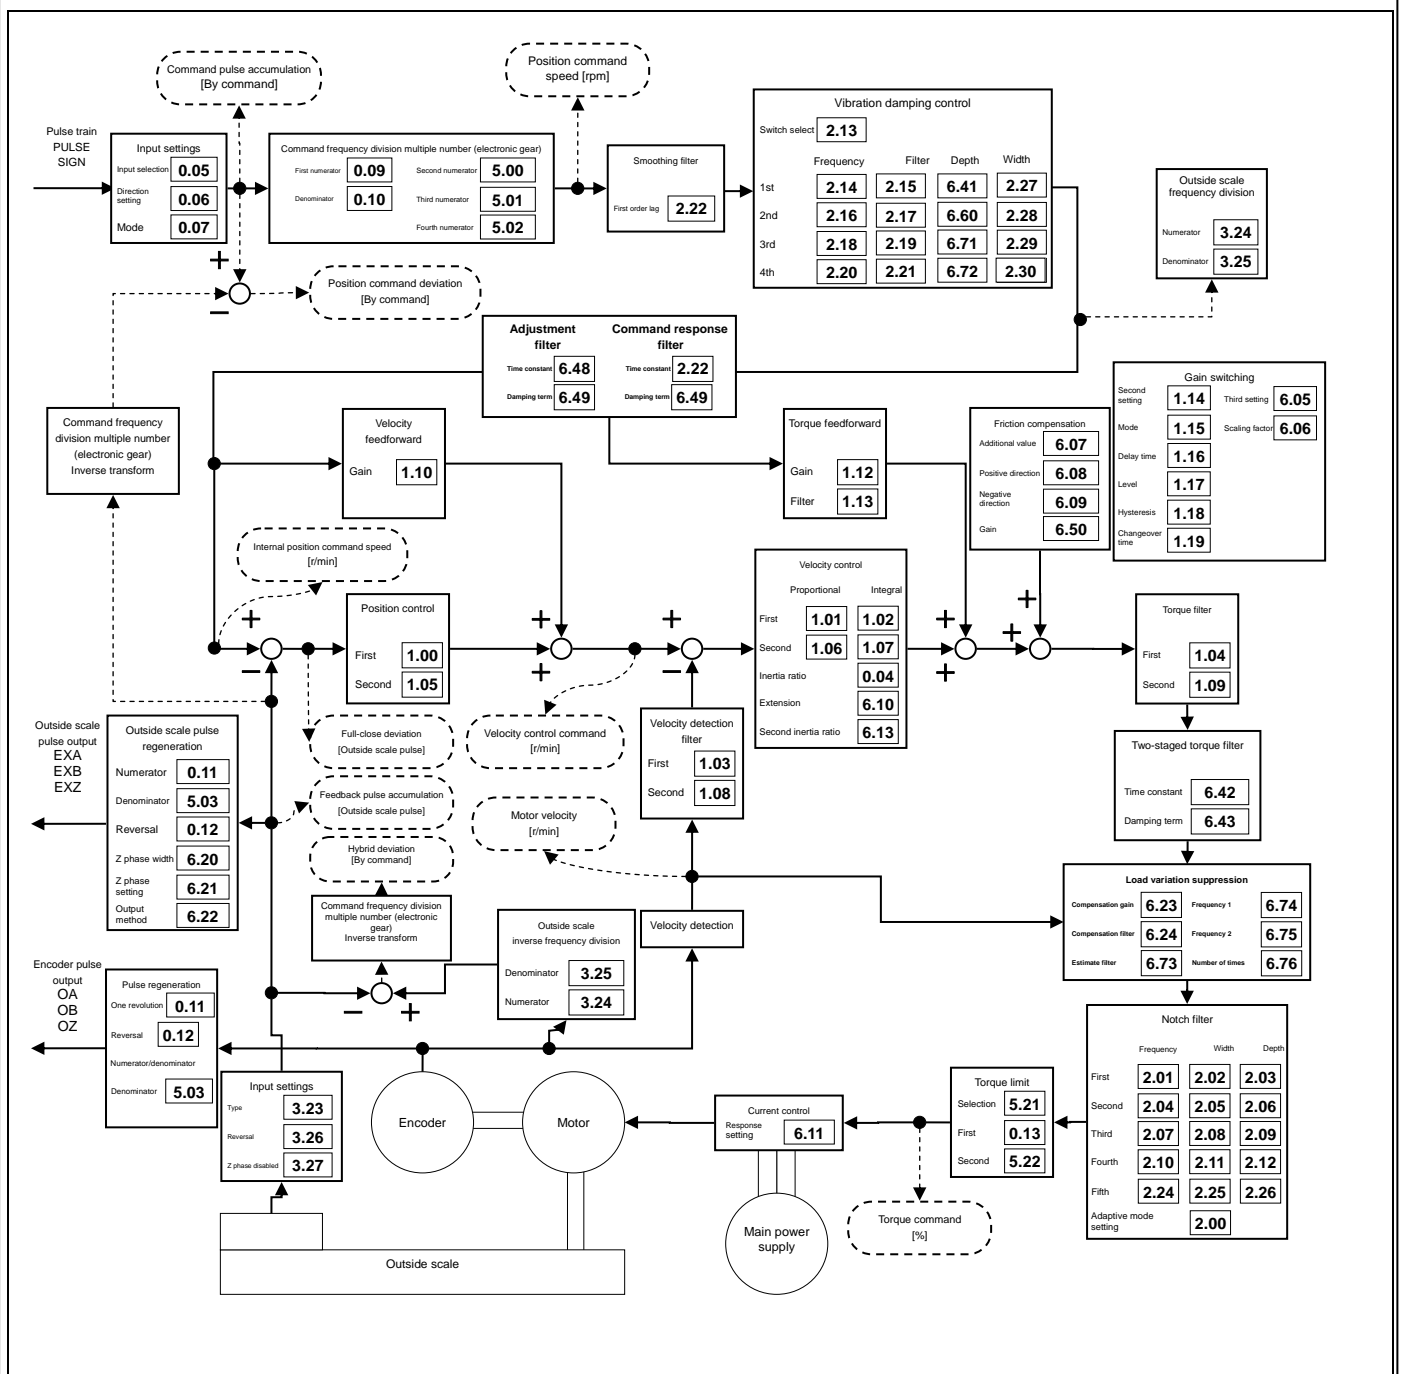 Command pulse accumulation
[By command]
Position command
speed [rpm]
Pulse train
PULSE
SIGN
Input settings
Input selection 0.05
Direction
setting 0.06
Mode 0.07
Command frequency division multiple number (electronic gear)
First numerator 0.09 Second numerator 5.00
Denominator 0.10 Third numerator 5.01
Fourth numerator 5.02
Smoothing filter
First order lag 2.22
Vibration damping control
Switch select 2.13
Frequency Filter Depth Width
1st 2.14 2.15 6.41 2.27
2nd 2.16 2.17 6.60 2.28
3rd 2.18 2.19 6.71 2.29
4th 2.20 2.21 6.72 2.30
Outside scale
frequency division
Numerator 3.24
Denominator 3.25
+
−
Position command deviation
[By command]
Adjustment
filter
Time constant 6.48
Damping term 6.49
Command response
filter
Time constant 2.22
Damping term 6.49
Gain switching
Second
setting 1.14 Third setting 6.05
Mode 1.15 Scaling factor 6.06
Delay time 1.16
Level 1.17
Hysteresis 1.18
Changeover
time 1.19
Command frequency
division multiple number
(electronic gear)
Inverse transform
Velocity
feedforward
Gain 1.10
Torque feedforward
Gain 1.12
Filter 1.13
Friction compensation
Additional value 6.07
Positive direction 6.08
Negative
direction 6.09
Gain 6.50
Internal position command speed
[r/min]
Position control
First 1.00
Second 1.05
Velocity control
Proportional Integral
First 1.01 1.02
Second 1.06 1.07
Inertia ratio 0.04
Extension 6.10
Second inertia ratio 6.13
Torque filter
First 1.04
Second 1.09
+
−
+
+
+
−
+
+
+
+
Outside scale
pulse output
EXA
EXB
EXZ
Outside scale pulse
regeneration
Numerator 0.11
Denominator 5.03
Reversal 0.12
Z phase width 6.20
Z phase
setting 6.21
Output
method 6.22
Full-close deviation
[Outside scale pulse]
Feedback pulse accumulation
[Outside scale pulse]
Hybrid deviation
[By command]
Velocity control command
[r/min]
Motor velocity
[r/min]
Velocity detection
filter
First 1.03
Second 1.08
Two-staged torque filter
Time constant 6.42
Damping term 6.43
Load variation suppression
Compensation gain 6.23 Frequency 1 6.74
Compensation filter 6.24 Frequency 2 6.75
Estimate filter 6.73 Number of times 6.76
Command frequency division
multiple number (electronic
gear)
Inverse transform
Outside scale
inverse frequency division
Denominator 3.25
Numerator 3.24
Velocity detection
−
+
Encoder pulse
output
OA
OB
OZ
Pulse regeneration
One revolution 0.11
Reversal 0.12
Numerator/denominator
Denominator 5.03
Input settings
Type 3.23
Reversal 3.26
Z phase disabled 3.27
Encoder
Motor
Current control
Response
setting 6.11
Torque limit
Selection 5.21
First 0.13
Second 5.22
Notch filter
Frequency Width Depth
First 2.01 2.02 2.03
Second 2.04 2.05 2.06
Third 2.07 2.08 2.09
Fourth 2.10 2.11 2.12
Fifth 2.24 2.25 2.26
Adaptive mode
setting 2.00
Main power
supply
Torque command
[%]
Outside scale